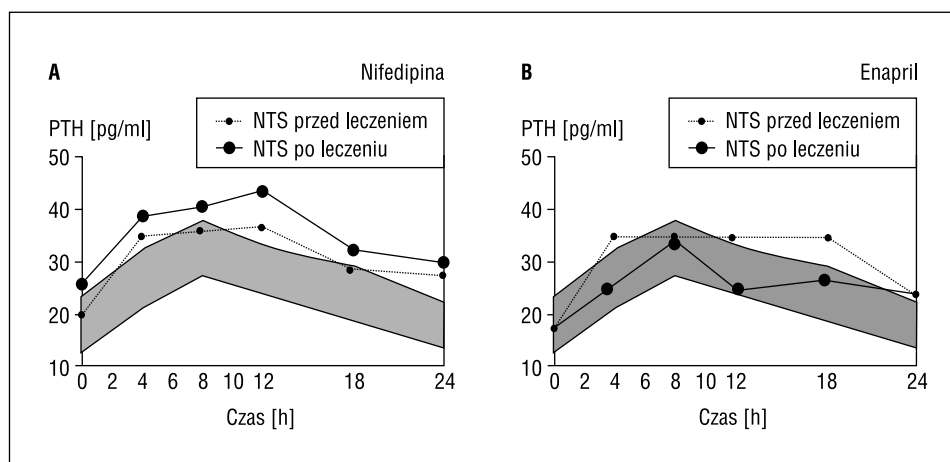 A
Nifedipina
NTS przed leczeniem
NTS po leczeniu
PTH [pg/ml]
50
40
30
20
10
0 2 4 6 8 10 12 18 24
Czas [h]
B
Enapril
NTS przed leczeniem
NTS po leczeniu
PTH [pg/ml]
50
40
30
20
10
0 2 4 6 8 10 12 18 24
Czas [h]